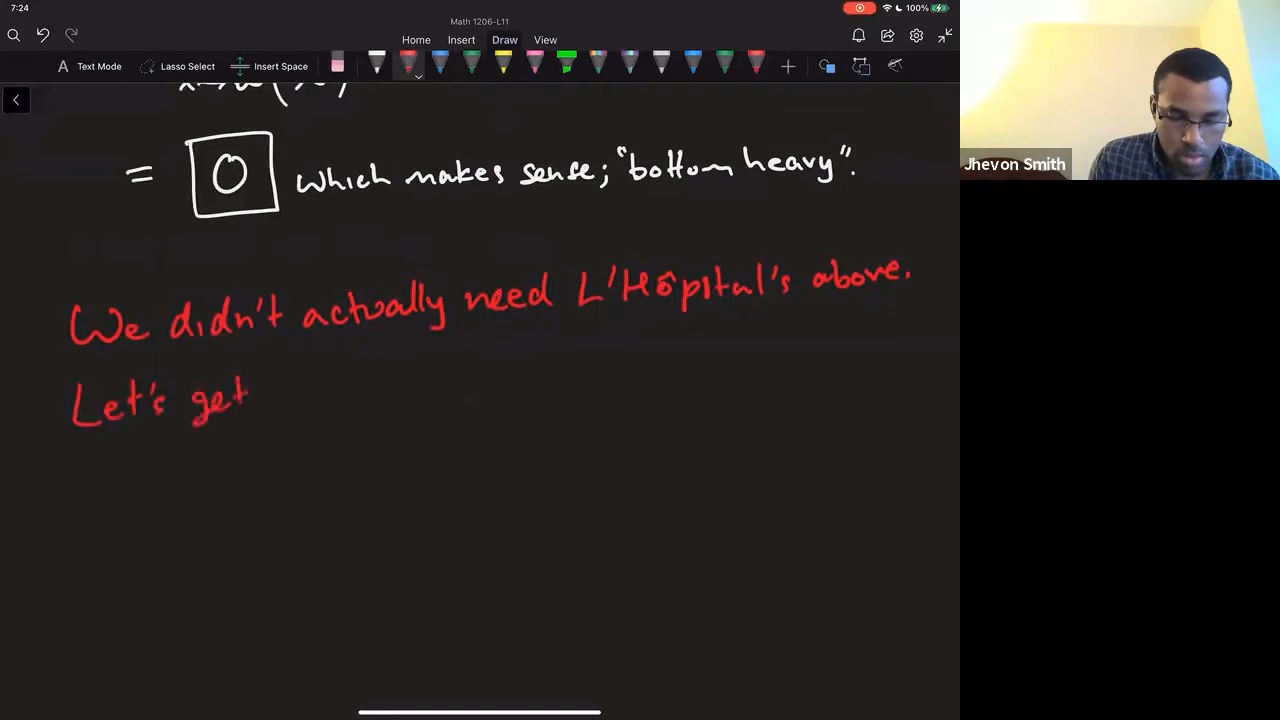 7:24
100%
Math 1206-L11
Home Insert Draw View
Text Mode Lasso Select Insert Space
= 0 which makes sense; "bottom heavy".
We didn't actually need L'Hôpital's above.
Let's get
Jhevon Smith